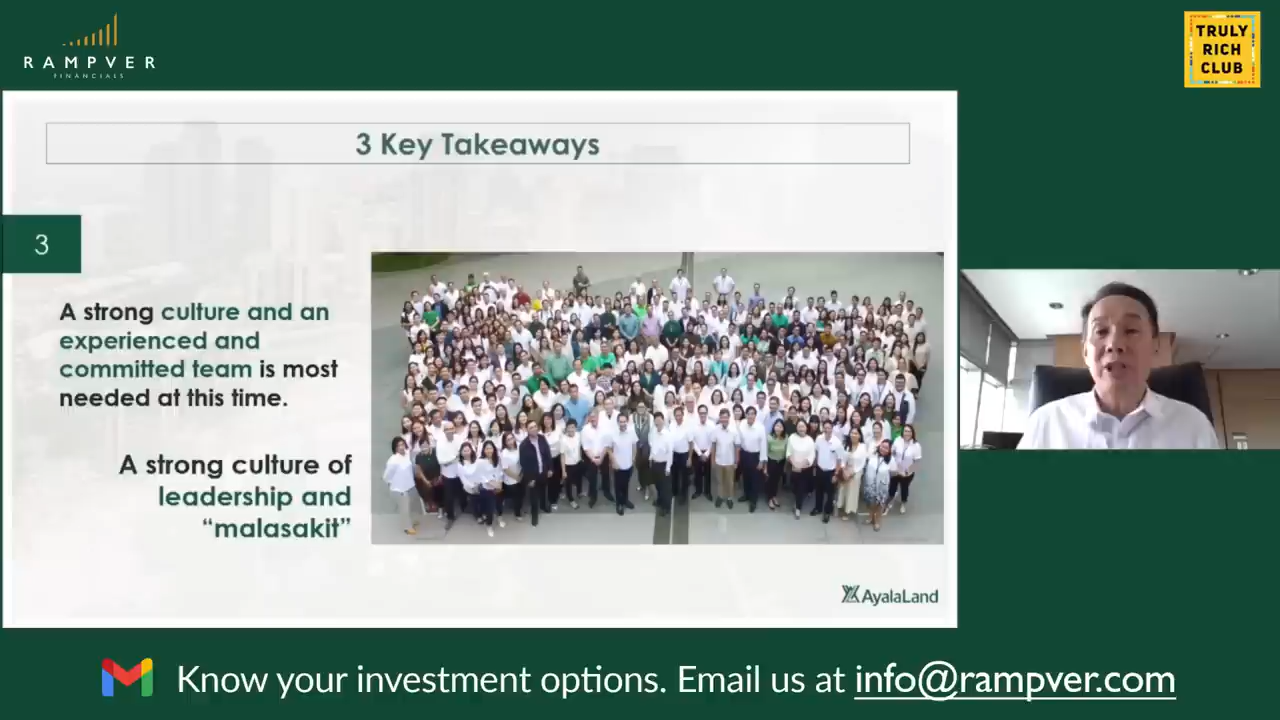 RAMPVER
FINANCIALS
TRULY
RICH
CLUB
3 Key Takeaways
3
A strong culture and an
experienced and
committed team is most
needed at this time.
A strong culture of
leadership and
“malasakit”
AyalaLand
Know your investment options. Email us at info@rampver.com